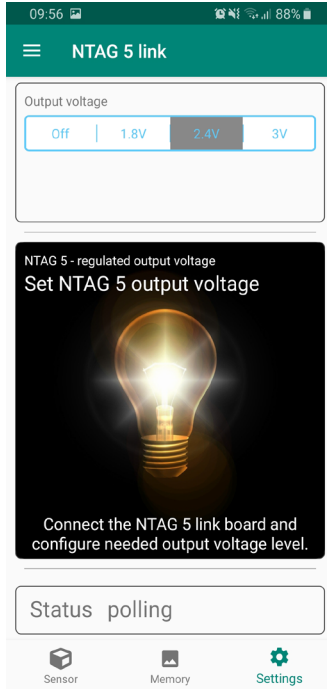 09:56 88%
NTAG 5 link
Output voltage
Off 1.8V 2.4V 3V
NTAG 5 - regulated output voltage
Set NTAG 5 output voltage
Connect the NTAG 5 link board and
configure needed output voltage level.
Status polling
Sensor Memory Settings